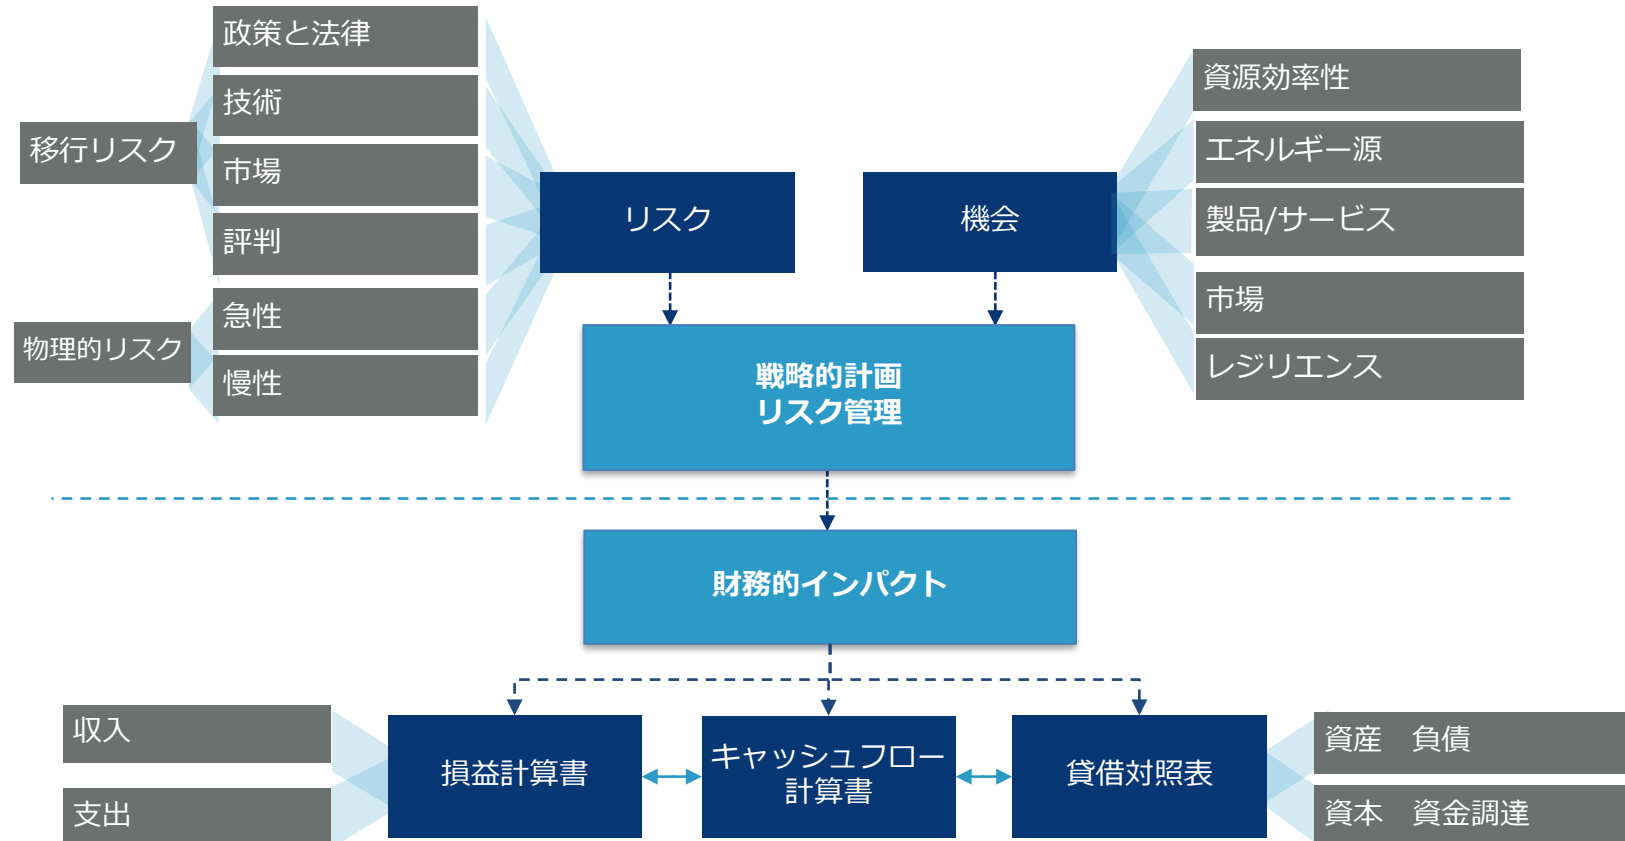 政策と法律
技術
移行リスク
市場
評判
急性
物理的リスク
慢性
リスク
機会
資源効率性
エネルギー源
製品/サービス
市場
レジリエンス
戦略的計画
リスク管理
財務的インパクト
収入
支出
損益計算書
キャッシュフロー
計算書
貸借対照表
資産　負債
資本　資金調達